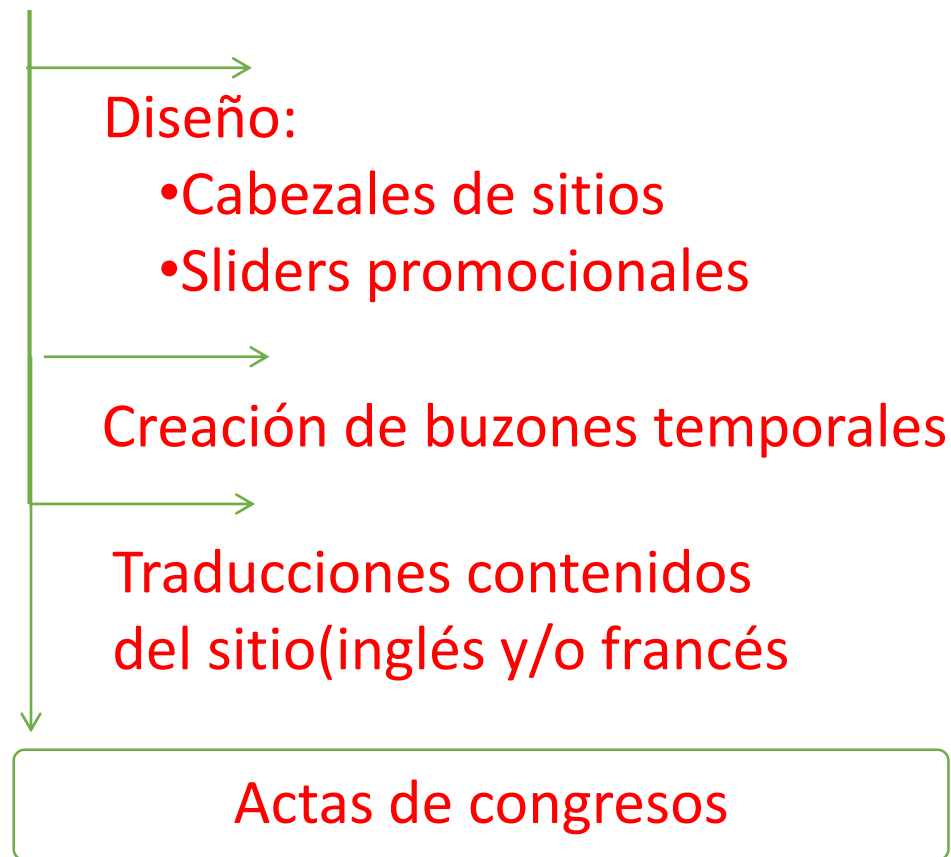 Diseño:
•Cabezales de sitios
•Sliders promocionales
Creación de buzones temporales
Traducciones contenidos
del sitio(inglés y/o francés
Actas de congresos